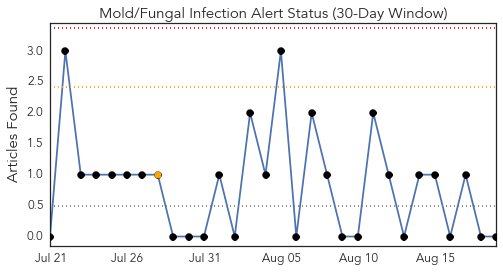 Mold/Fungal Infection Alert Status (30-Day Window)
Articles Found
3.0
2.5
2.0
1.5
1.0
0.5
0.0
Jul 21 Jul 26 Jul 31 Aug 05 Aug 10 Aug 15